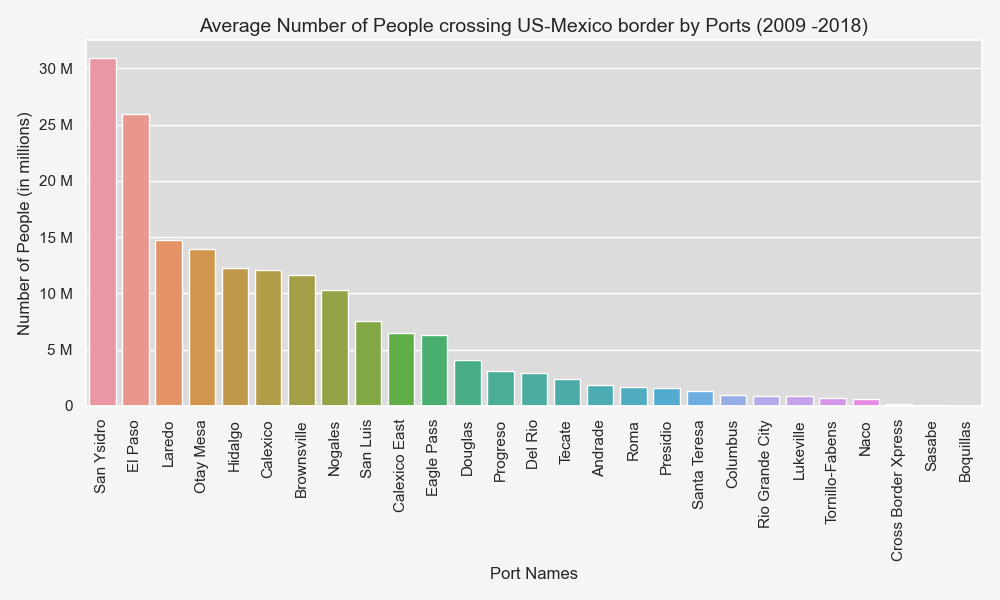 Average Number of People crossing US-Mexico border by Ports (2009 -2018)
Number of People (in millions)
30 M
25 M
20 M
15 M
10 M
5 M
0
San Ysidro
El Paso
Laredo
Otay Mesa
Hidalgo
Calexico
Brownsville
Nogales
San Luis
Calexico East
Eagle Pass
Douglas
Progreso
Del Rio
Tecate
Andrade
Roma
Presidio
Santa Teresa
Columbus
Rio Grande City
Lukeville
Tornillo-Fabens
Naco
Cross Border Xpress
Sasabe
Boquillas
Port Names